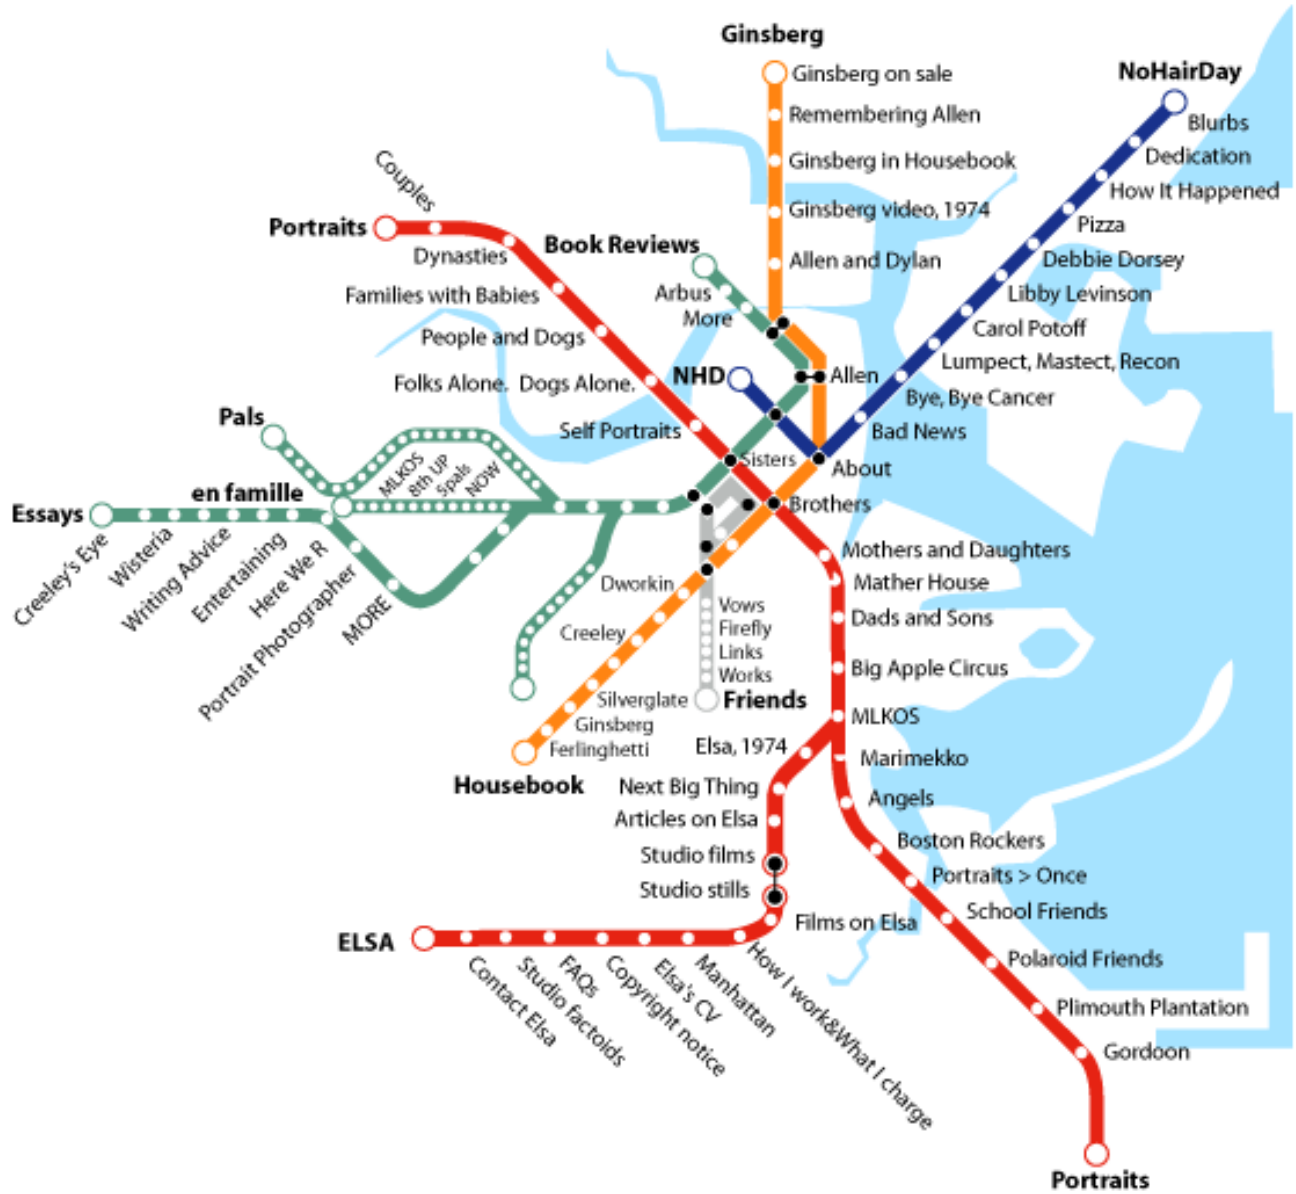 Ginsberg
Ginsberg on sale
Remembering Allen
Ginsberg in Housebook
Ginsberg video, 1974
Allen and Dylan
NoHairDay
Blurbs
Dedication
How It Happened
Pizza
Debbie Dorsey
Libby Levinson
Carol Potoff
Lumpect, Mastect, Recon
Bye, Bye Cancer
Bad News
About
Allen
NHD
Book Reviews
Arbus
More
Portraits
Couples
Dynasties
Families with Babies
People and Dogs
Folks Alone. Dogs Alone.
Self Portraits
Sisters
Brothers
Pals
en famille
MLKOS
8th UP
5pals
NOW
Essays
Creeley's Eye
Wisteria
Writing Advice
Entertaining
Here We R
Portrait Photographer
MORE
Dworkin
Creeley
Silverglate
Ginsberg
Ferlinghetti
Housebook
Vows
Firefly
Links
Works
Friends
Mothers and Daughters
Mather House
Dads and Sons
Big Apple Circus
MLKOS
Marimekko
Angels
Boston Rockers
Portraits > Once
School Friends
Polaroid Friends
Plimouth Plantation
Gordoon
Portraits
Elsa, 1974
Next Big Thing
Articles on Elsa
Studio films
Studio stills
Films on Elsa
How I work&What I charge
Manhattan
Elsa's CV
Copyright notice
FAQs
Studio factoids
Contact Elsa
ELSA